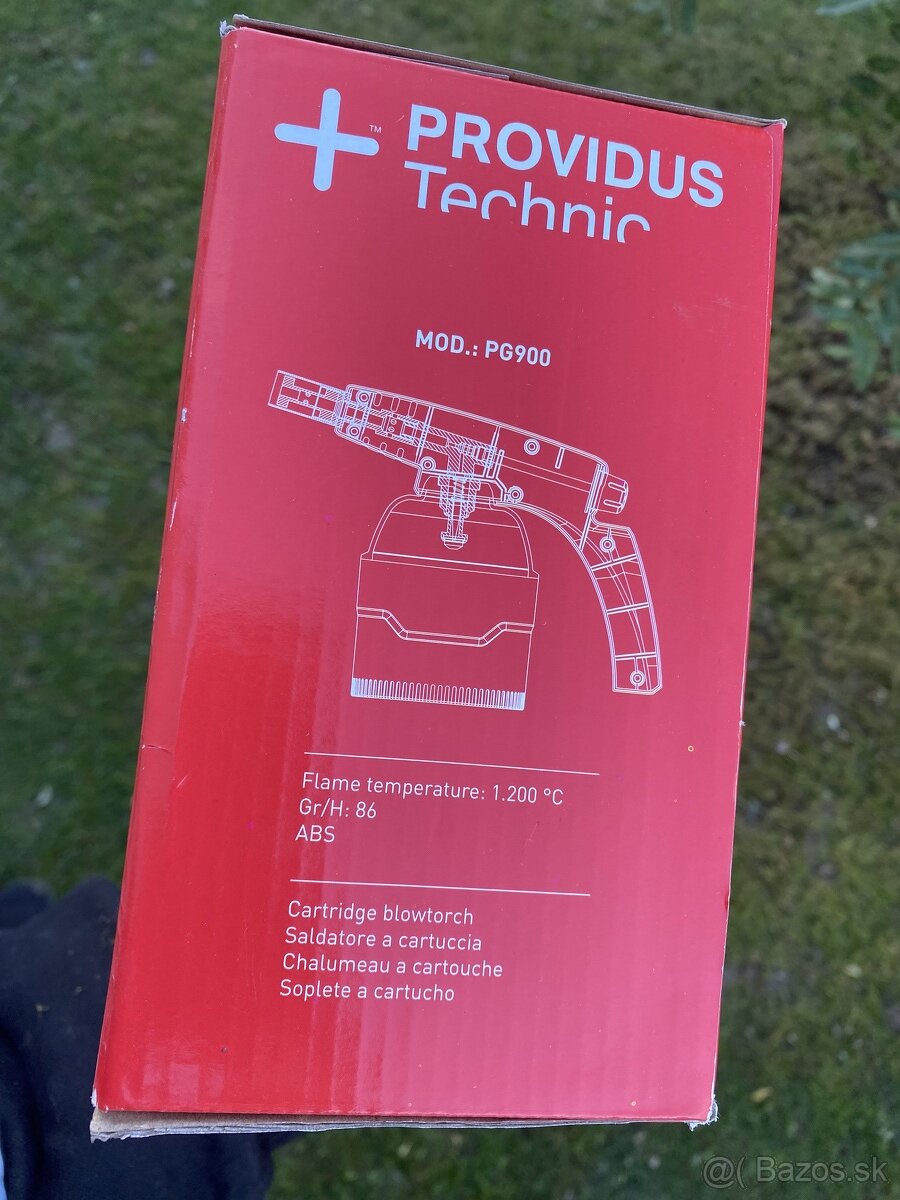 ™ PROVIDUS
Technic
MOD.: PG900
Flame temperature: 1.200 °C
Gr/H: 86
ABS
Cartridge blowtorch
Saldatore a cartuccia
Chalumeau a cartouche
Soplete a cartucho
@( Bazos.sk